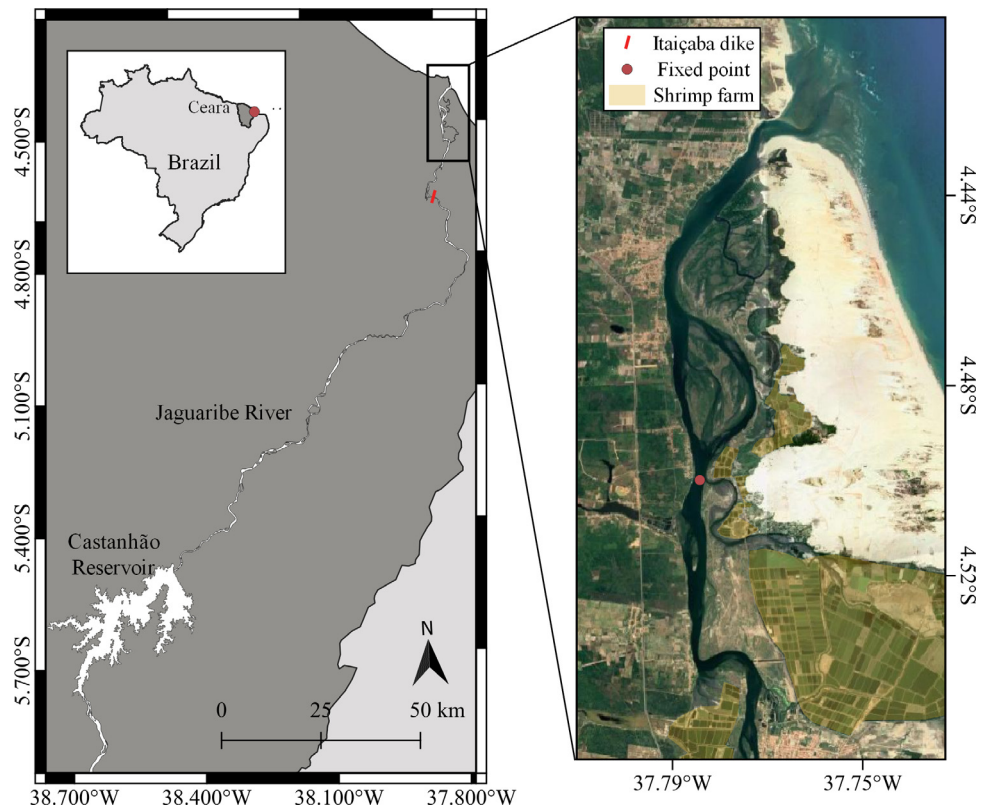 Ceará
Brazil
4.500°S
4.800°S
5.100°S
5.400°S
5.700°S
Jaguaribe River
Castanhão
Reservoir
N
0 25 50 km
38.700°W 38.400°W 38.100°W 37.800°W
Itaiçaba dike
Fixed point
Shrimp farm
4.44°S
4.48°S
4.52°S
37.79°W 37.75°W